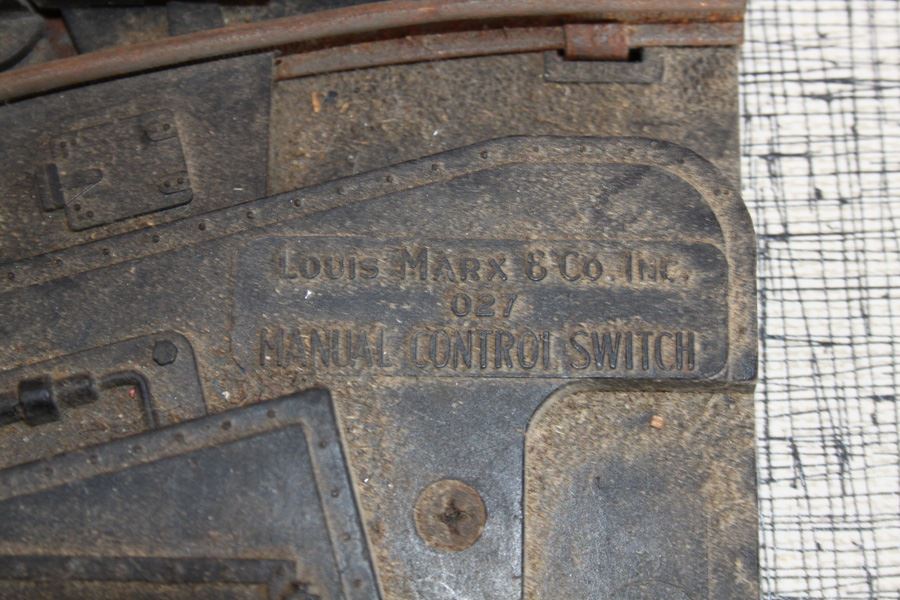 LOUIS MARX & CO. INC.
027
MANUAL CONTROL SWITCH